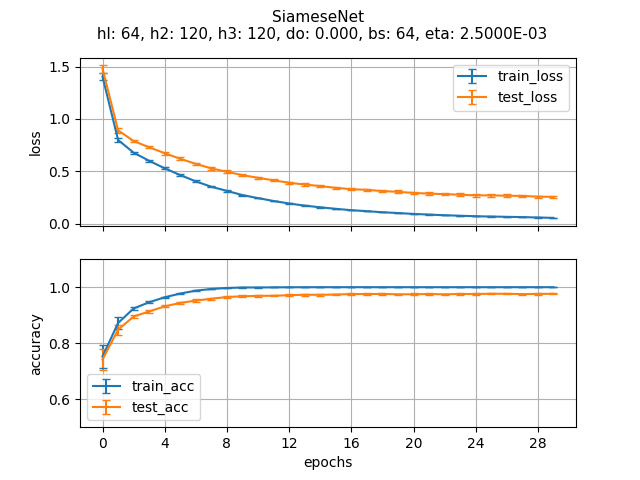 SiameseNet
hl: 64, h2: 120, h3: 120, do: 0.000, bs: 64, eta: 2.5000E-03
1.5
1.0
0.5
0.0
loss
train_loss
test_loss
1.0
0.8
0.6
accuracy
train_acc
test_acc
0 4 8 12 16 20 24 28
epochs